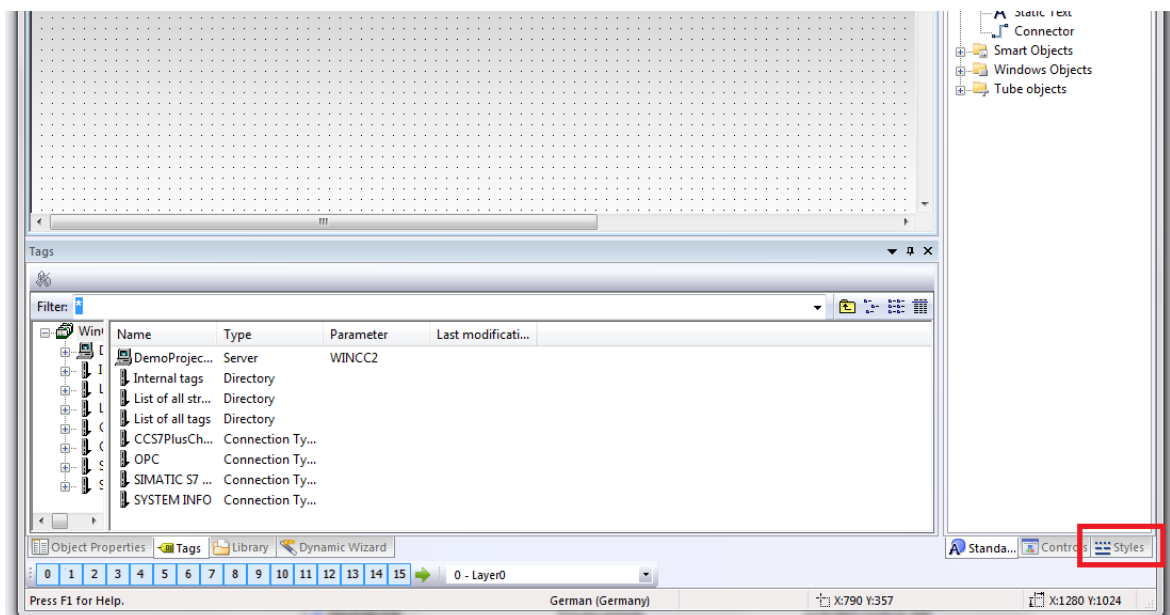 Static Text
Connector
Smart Objects
Windows Objects
Tube objects
Tags
Filter: *
Win
Name Type Parameter Last modificati...
DemoProjec... Server WINCC2
Internal tags Directory
List of all str... Directory
List of all tags Directory
CCS7PlusCh... Connection Ty...
OPC Connection Ty...
SIMATIC S7 ... Connection Ty...
SYSTEM INFO Connection Ty...
Object Properties Tags Library Dynamic Wizard
Standa... Controls Styles
0 1 2 3 4 5 6 7 8 9 10 11 12 13 14 15 0 - Layer0
Press F1 for Help. German (Germany) X:790 Y:357 X:1280 Y:1024